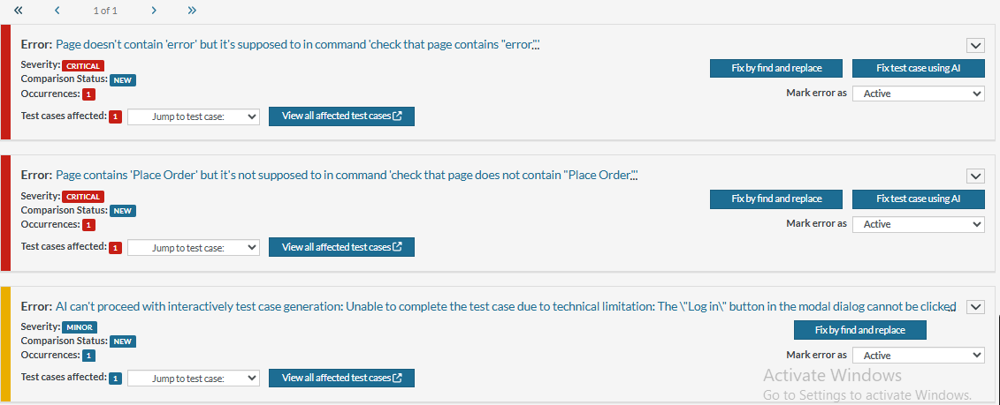 1 of 1
Error: Page doesn't contain 'error' but it's supposed to in command 'check that page contains "error"...'
Severity: CRITICAL
Comparison Status: NEW
Occurrences: 1
Test cases affected: 1 Jump to test case: View all affected test cases
Fix by find and replace Fix test case using AI
Mark error as Active
Error: Page contains 'Place Order' but it's not supposed to in command 'check that page does not contain "Place Order"...'
Severity: CRITICAL
Comparison Status: NEW
Occurrences: 1
Test cases affected: 1 Jump to test case: View all affected test cases
Fix by find and replace Fix test case using AI
Mark error as Active
Error: AI can't proceed with interactively test case generation: Unable to complete the test case due to technical limitation: The \"Log in\" button in the modal dialog cannot be clicked...
Severity: MINOR
Comparison Status: NEW
Occurrences: 1
Test cases affected: 1 Jump to test case: View all affected test cases
Fix by find and replace
Mark error as Active
Activate Windows
Go to Settings to activate Windows.